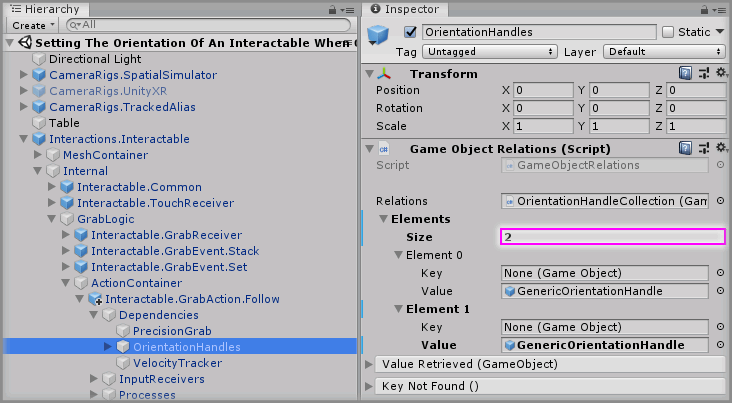 Hierarchy
Create
All
Setting The Orientation Of An Interactable When
Directional Light
CameraRigs.SpatialSimulator
CameraRigs.UnityXR
CameraRigs.TrackedAlias
Table
Interactions.Interactable
MeshContainer
Internal
Interactable.Common
Interactable.TouchReceiver
GrabLogic
Interactable.GrabReceiver
Interactable.GrabEvent.Stack
Interactable.GrabEvent.Set
ActionContainer
Interactable.GrabAction.Follow
Dependencies
PrecisionGrab
OrientationHandles
VelocityTracker
InputReceivers
Processes
Inspector
OrientationHandles Static
Tag Untagged Layer Default
Transform
Position X 0 Y 0 Z 0
Rotation X 0 Y 0 Z 0
Scale X 1 Y 1 Z 1
Game Object Relations (Script)
Script GameObjectRelations
Relations OrientationHandleCollection (Gam
Elements
Size 2
Element 0
Key None (Game Object)
Value GenericOrientationHandle
Element 1
Key None (Game Object)
Value GenericOrientationHandle
Value Retrieved (GameObject)
Key Not Found ()